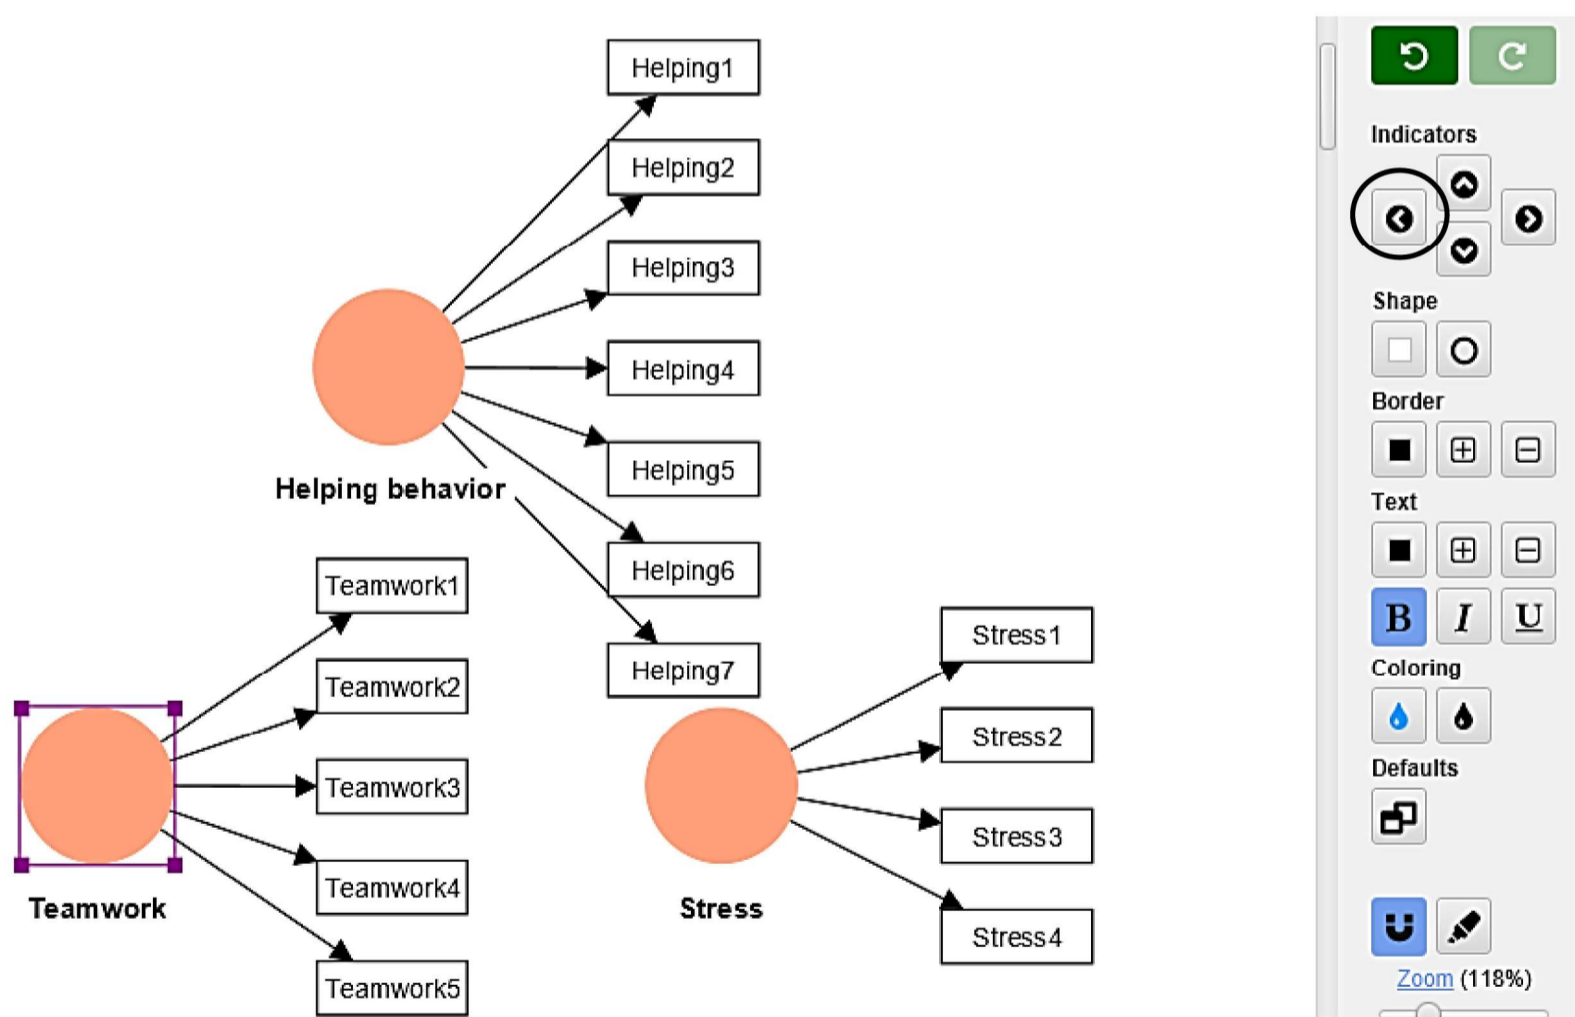 Helping1
Helping2
Helping3
Helping4
Helping5
Helping6
Helping7
Helping behavior
Teamwork1
Teamwork2
Teamwork3
Teamwork4
Teamwork5
Teamwork
Stress1
Stress2
Stress3
Stress4
Stress
Indicators
Shape
Border
Text
B I U
Coloring
Defaults
Zoom (118%)